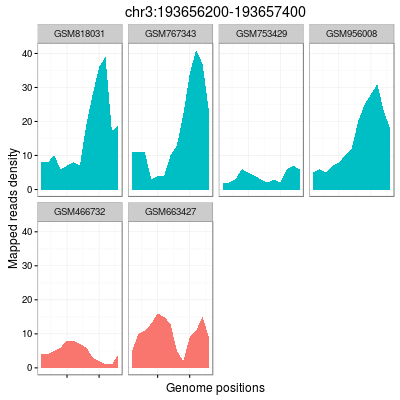 chr3:193656200-193657400
GSM818031 GSM767343 GSM753429 GSM956008
40
30
20
10
0
GSM466732 GSM663427
40
30
20
10
0
Mapped reads density
Genome positions